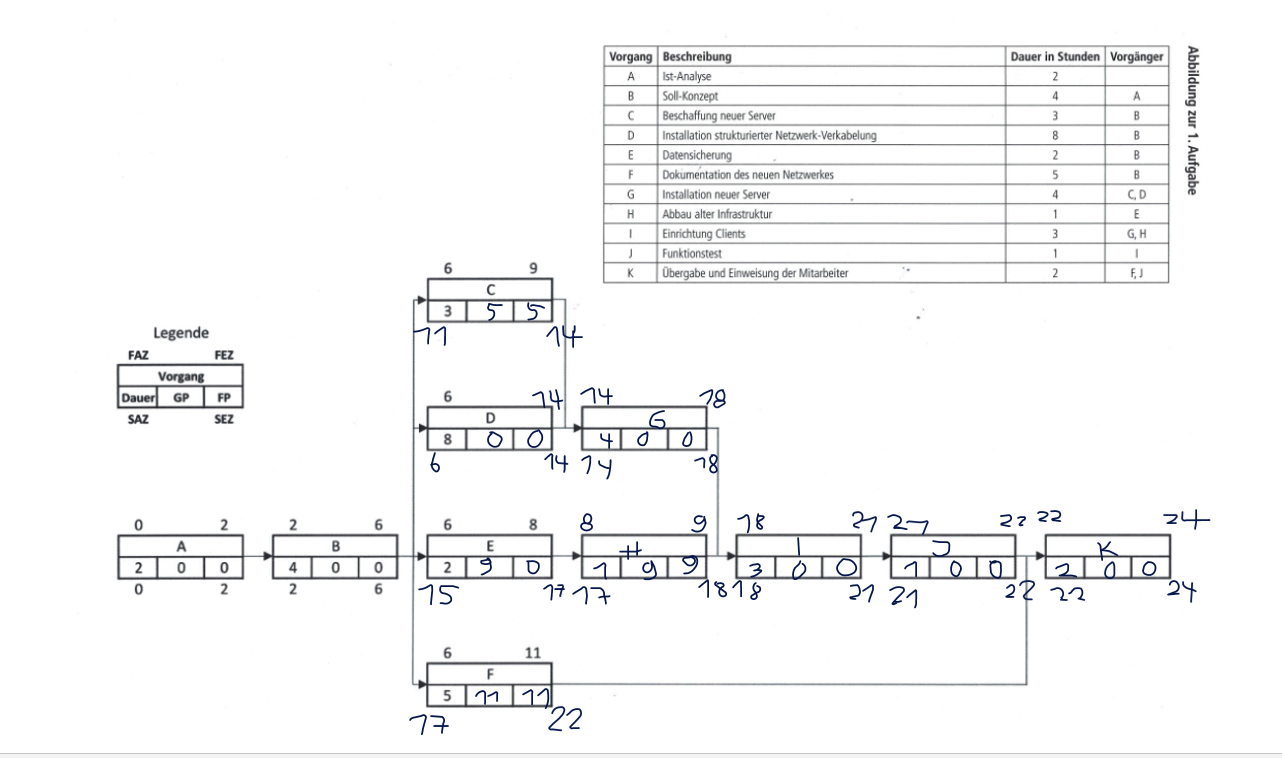 Abbildung zur 1. Aufgabe
Vorgang Beschreibung Dauer in Stunden Vorgänger
A Ist-Analyse 2
B Soll-Konzept 4 A
C Beschaffung neuer Server 3 B
D Installation strukturierter Netzwerk-Verkabelung 8 B
E Datensicherung 2 B
F Dokumentation des neuen Netzwerkes 5 B
G Installation neuer Server 4 C, D
H Abbau alter Infrastruktur 1 E
I Einrichtung Clients 3 G, H
J Funktionstest 1 I
K Übergabe und Einweisung der Mitarbeiter 2 F, J
Legende
FAZ FEZ
Vorgang
Dauer GP FP
SAZ SEZ
6 9
C
3 5 5
11 14
6 14 14 18
D G
8 0 0 4 0 0
6 14 14 18
0 2 2 6 6 8 8 9 18 21 21 22 22 24
A B E H I J K
2 0 0 4 0 0 2 9 0 1 9 9 3 0 0 1 0 0 2 0 0
0 2 2 6 15 17 17 18 18 21 21 22 22 24
6 11
F
5 11 11
17 22